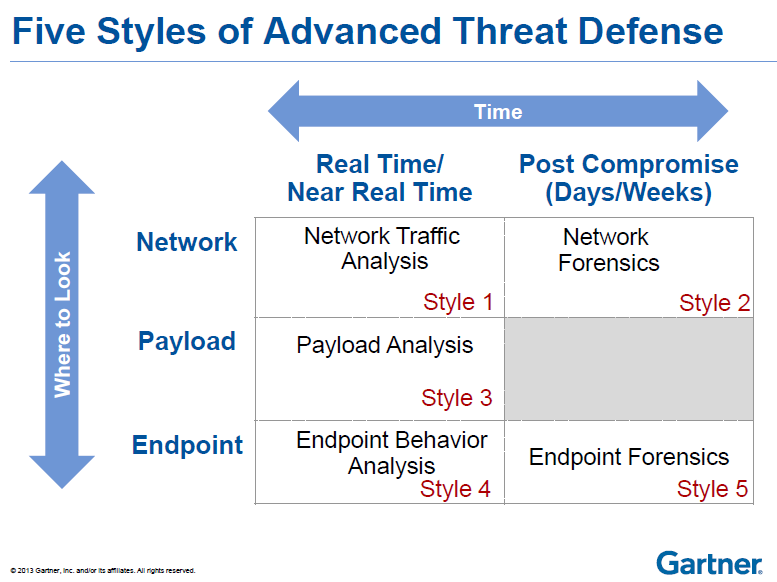 Five Styles of Advanced Threat Defense
Time
Real Time/
Near Real Time
Post Compromise
(Days/Weeks)
Where to Look
Network
Network Traffic
Analysis
Style 1
Network
Forensics
Style 2
Payload
Payload Analysis
Style 3
Endpoint
Endpoint Behavior
Analysis
Style 4
Endpoint Forensics
Style 5
© 2013 Gartner, Inc. and/or its affiliates. All rights reserved.
Gartner®